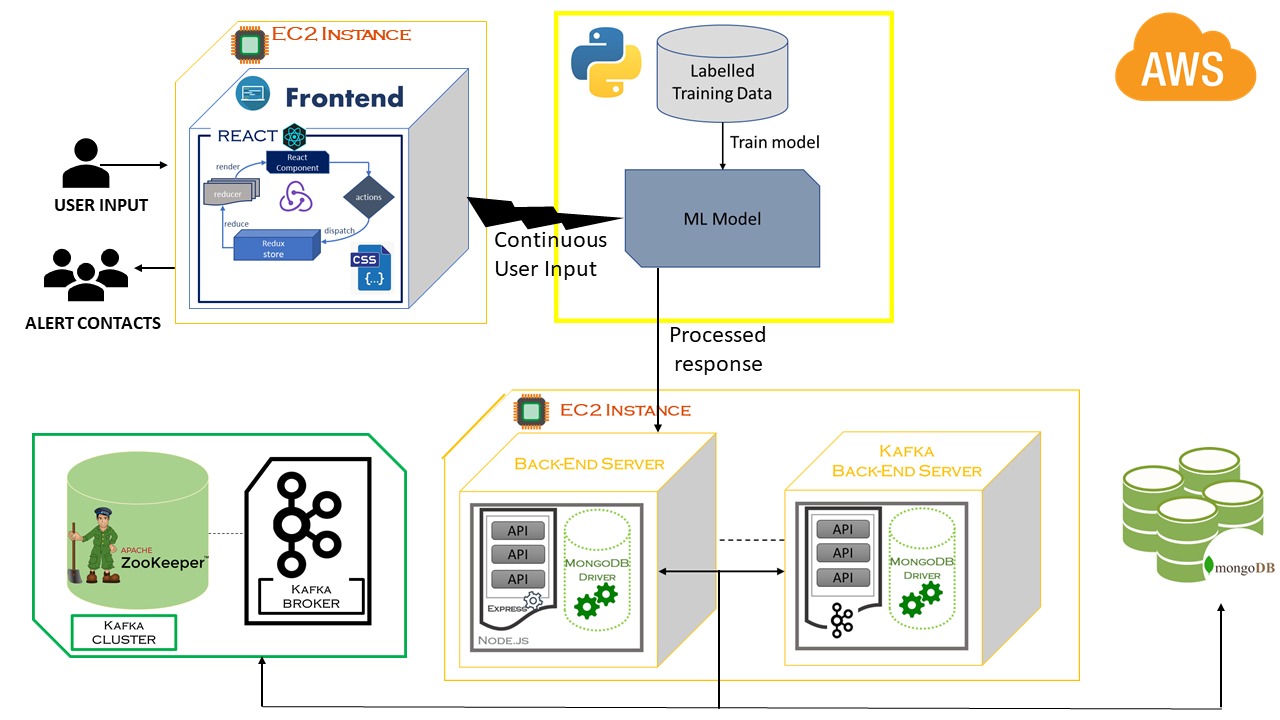 EC2 INSTANCE
Frontend
REACT
React
Component
render
reducer
actions
reduce
dispatch
Redux
store
CSS
{...}
USER INPUT
ALERT CONTACTS
Continuous
User Input
Labelled
Training Data
Train model
ML Model
AWS
Processed
response
EC2 INSTANCE
BACK-END SERVER
API
API
API
EXPRESS
MONGODB
DRIVER
NODE.JS
KAFKA
BACK-END SERVER
API
API
API
MONGODB
DRIVER
APACHE
ZooKeeper™
KAFKA
BROKER
KAFKA
CLUSTER
mongoDB